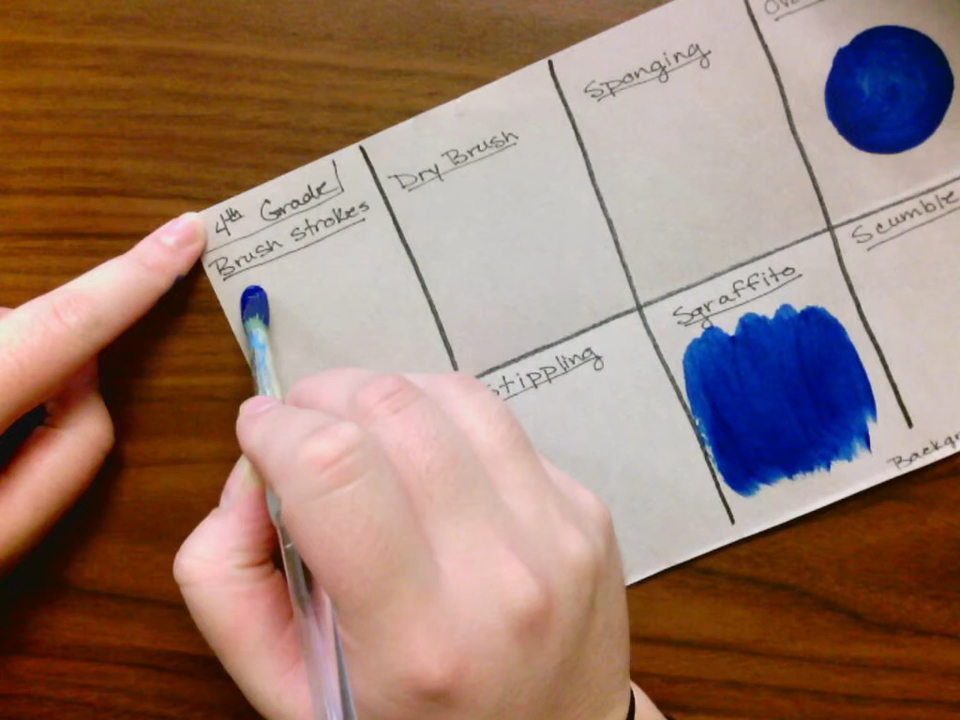 4th Grade
Brush strokes
Dry Brush
Sponging
Stippling
Sgraffito
Scumble